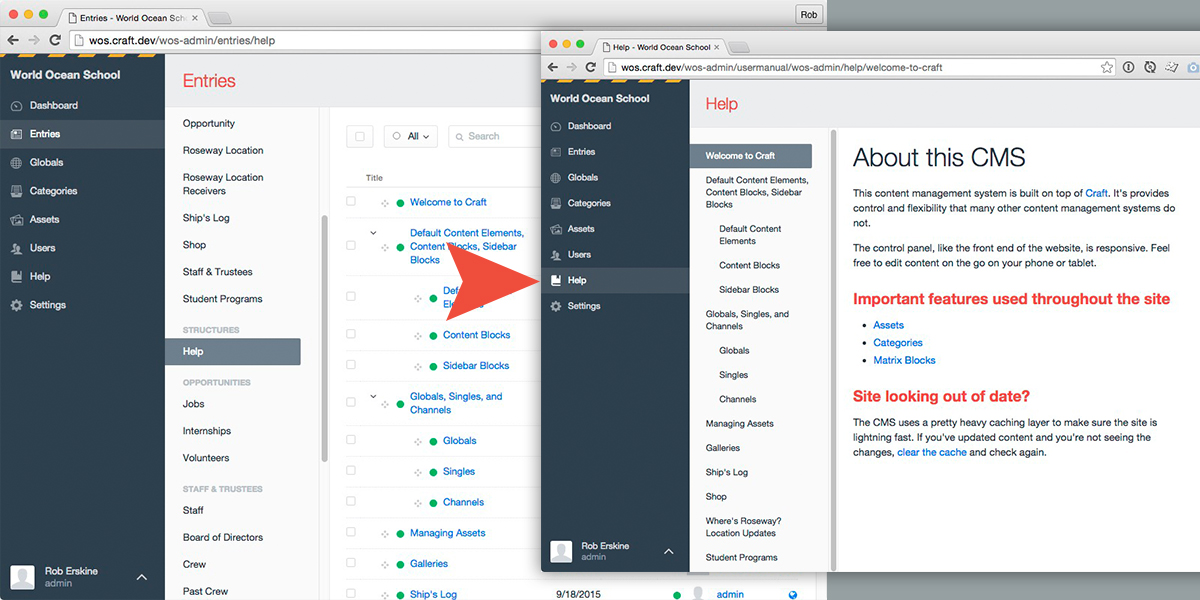 Entries - World Ocean Sch
Rob
wos.craft.dev/wos-admin/entries/help
World Ocean School
Dashboard
Entries
Globals
Categories
Assets
Users
Help
Settings
Rob Erskine
admin
Entries
Opportunity
Roseway Location
Roseway Location
Receivers
Ship's Log
Shop
Staff & Trustees
Student Programs
STRUCTURES
Help
OPPORTUNITIES
Jobs
Internships
Volunteers
STAFF & TRUSTEES
Staff
Board of Directors
Crew
Past Crew
All
Search
Title
Welcome to Craft
Default Content Elements,
Content Blocks, Sidebar
Blocks
Content Blocks
Sidebar Blocks
Globals, Singles, and
Channels
Globals
Singles
Channels
Managing Assets
Galleries
Ship's Log
9/18/2015
admin
Help - World Ocean School
wos.craft.dev/wos-admin/usermanual/wos-admin/help/welcome-to-craft
World Ocean School
Dashboard
Entries
Globals
Categories
Assets
Users
Help
Settings
Rob Erskine
admin
Help
Welcome to Craft
Default Content Elements,
Content Blocks, Sidebar
Blocks
Default Content
Elements
Content Blocks
Sidebar Blocks
Globals, Singles, and
Channels
Globals
Singles
Channels
Managing Assets
Galleries
Ship's Log
Shop
Where's Roseway?
Location Updates
Student Programs
About this CMS
This content management system is built on top of Craft. It's provides
control and flexibility that many other content management systems do
not.
The control panel, like the front end of the website, is responsive. Feel
free to edit content on the go on your phone or tablet.
Important features used throughout the site
Assets
Categories
Matrix Blocks
Site looking out of date?
The CMS uses a pretty heavy caching layer to make sure the site is
lightning fast. If you've updated content and you're not seeing the
changes, clear the cache and check again.